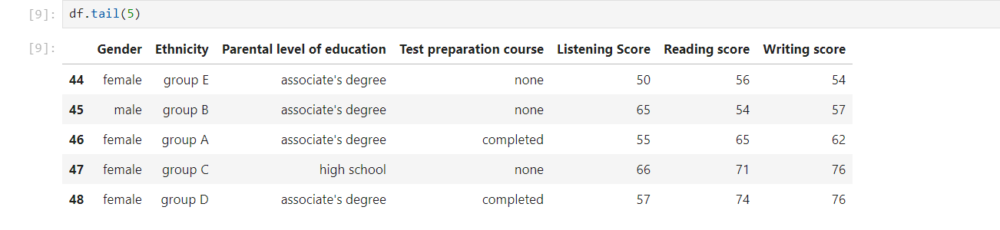 [9]: df.tail(5)
[9]: Gender Ethnicity Parental level of education Test preparation course Listening Score Reading score Writing score
44 female group E associate's degree none 50 56 54
45 male group B associate's degree none 65 54 57
46 female group A associate's degree completed 55 65 62
47 female group C high school none 66 71 76
48 female group D associate's degree completed 57 74 76